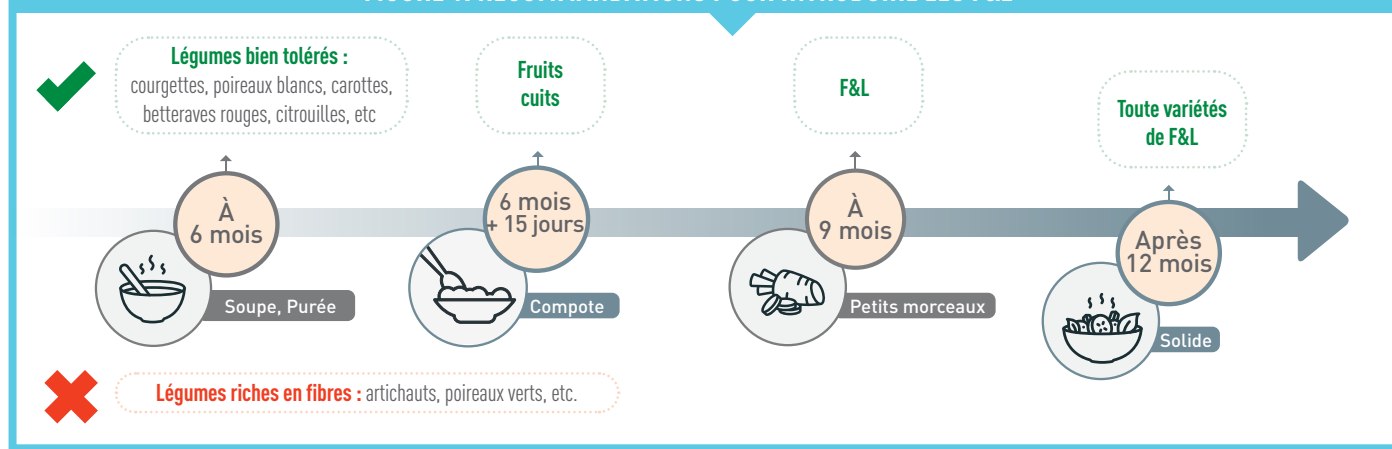 Légumes bien tolérés :
courgettes, poireaux blancs, carottes,
betteraves rouges, citrouilles, etc
Fruits
cuits
F&L
Toute variétés
de F&L
À
6 mois
6 mois
+ 15 jours
À
9 mois
Après
12 mois
Soupe, Purée
Compote
Petits morceaux
Solide
Légumes riches en fibres : artichauts, poireaux verts, etc.